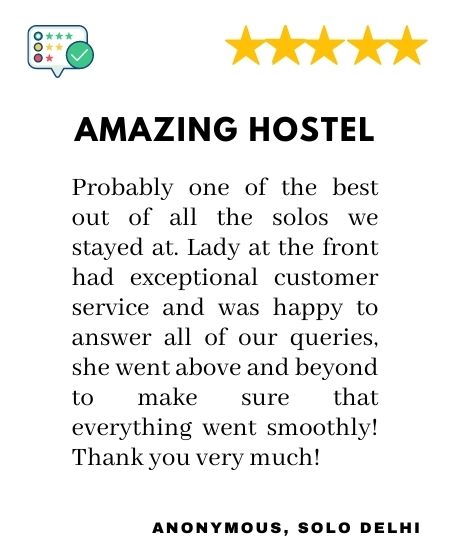 AMAZING HOSTEL
Probably one of the best
out of all the solos we
stayed at. Lady at the front
had exceptional customer
service and was happy to
answer all of our queries,
she went above and beyond
to make sure that
everything went smoothly!
Thank you very much!
ANONYMOUS, SOLO DELHI